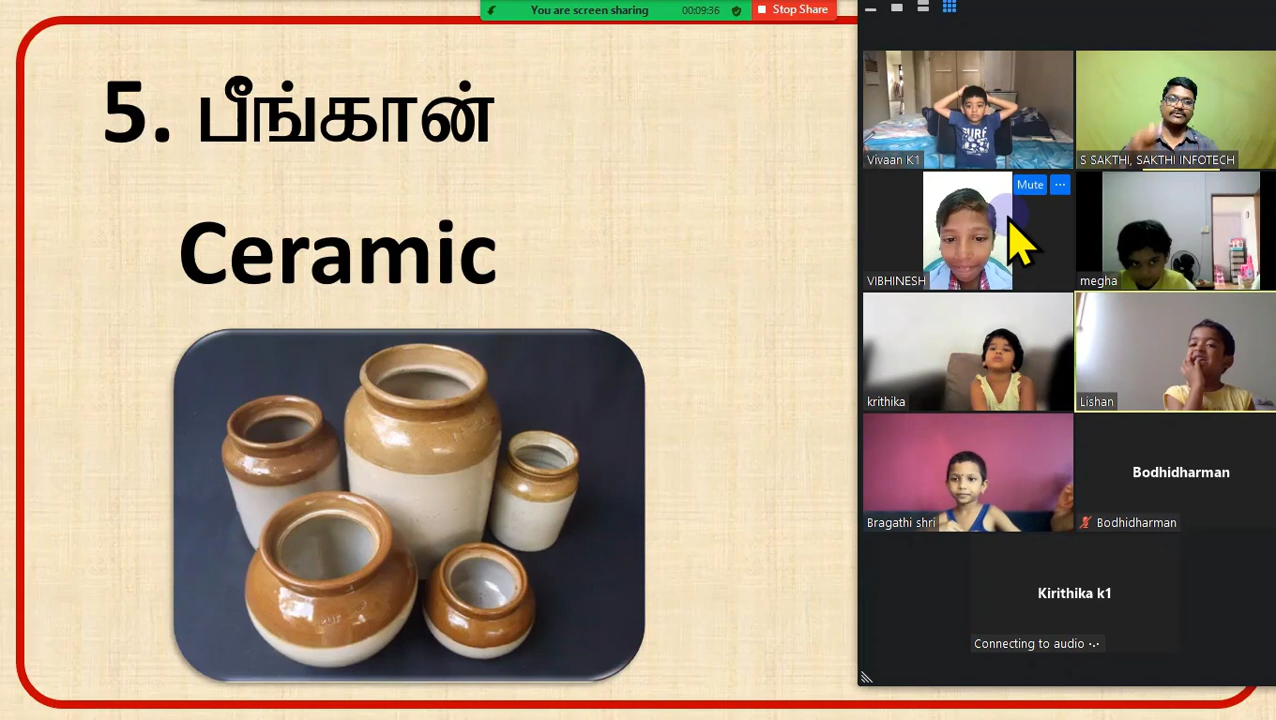 You are screen sharing 00:09:36 Stop Share
5. பீங்கான்
Ceramic
Vivaan K1
S SAKTHI, SAKTHI INFOTECH
Mute ...
VIBHINESH
megha
krithika
Lishan
Bragathi shri
Bodhidharman
Bodhidharman
Kirithika k1
Connecting to audio